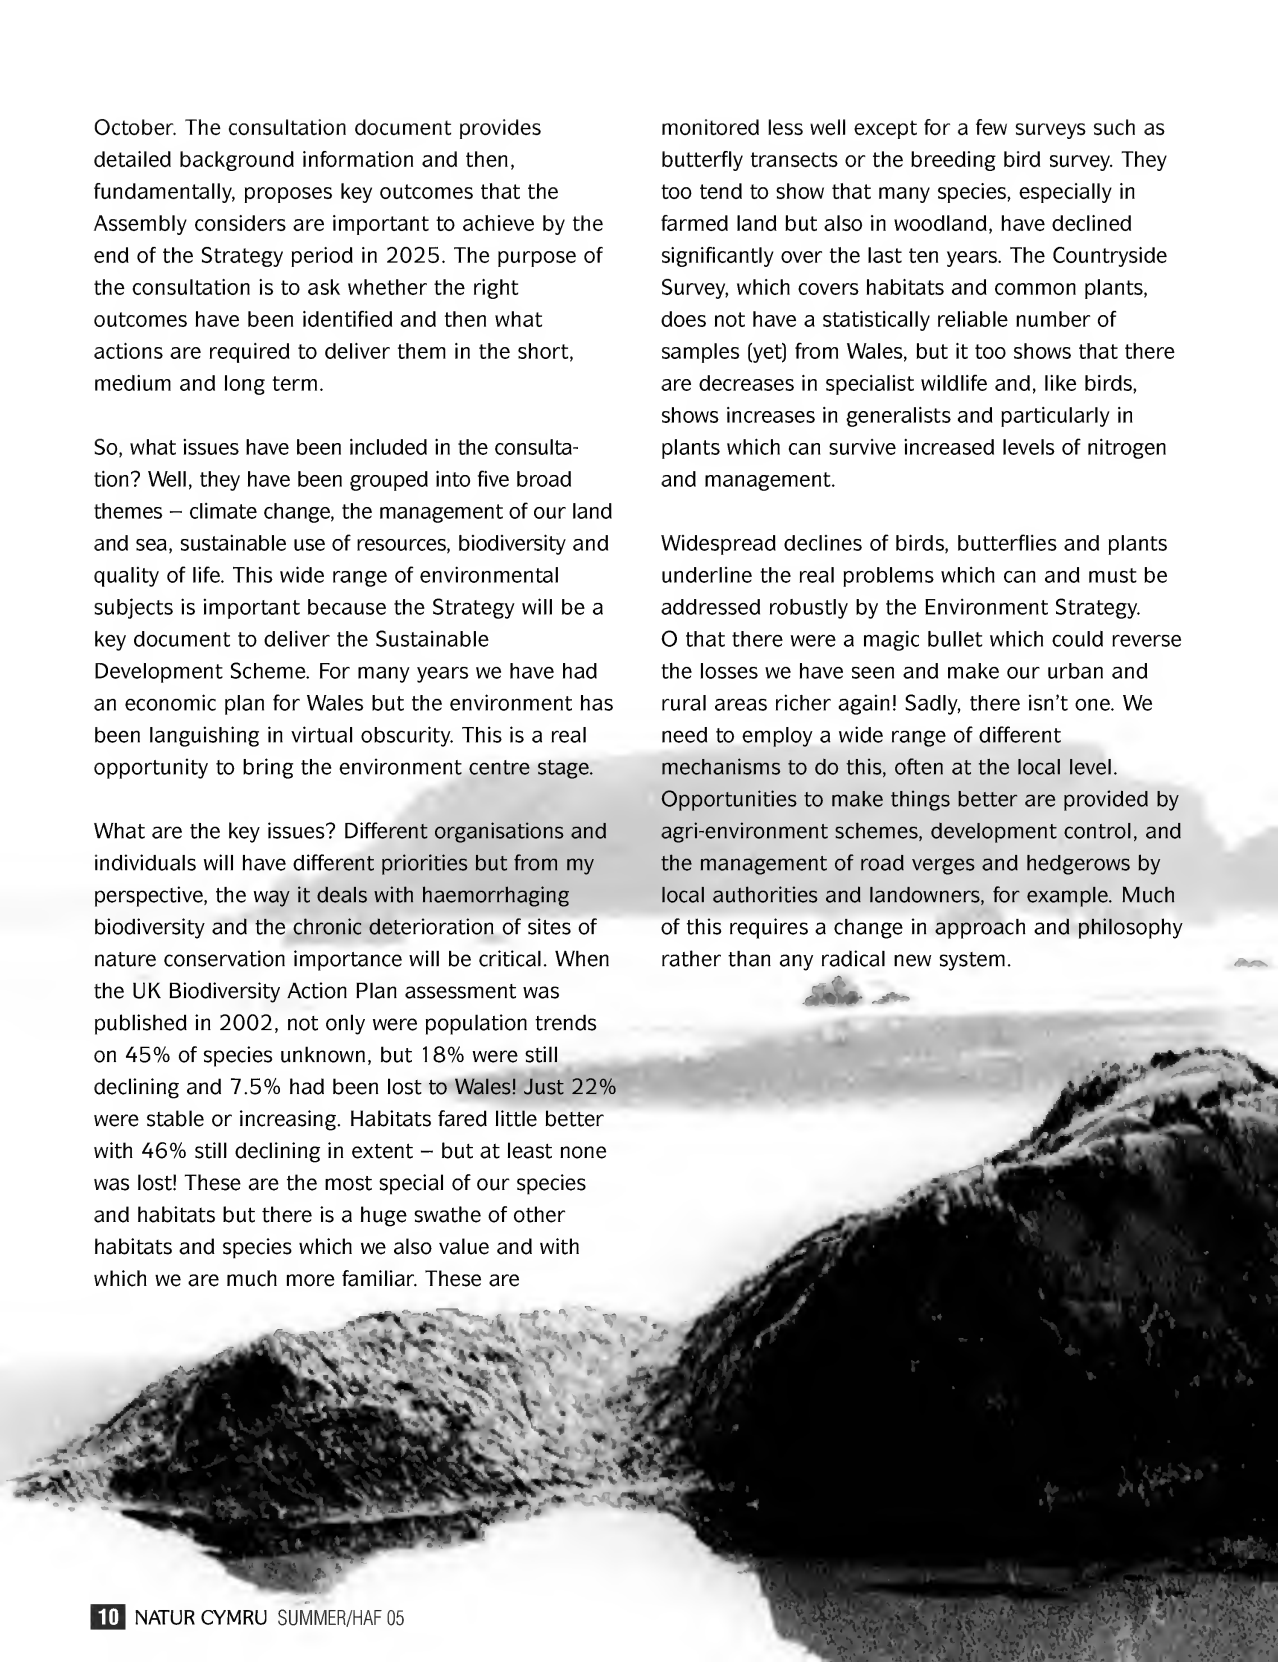 October. The consultation document provides
detailed background information and then,
fundamentally, proposes key outcomes that the
Assembly considers are important to achieve by the
end of the Strategy period in 2025. The purpose of
the consultation is to ask whether the right
outcomes have been identified and then what
actions are required to deliver them in the short,
medium and long term.
So, what issues have been included in the consulta-
tion? Well, they have been grouped into five broad
themes – climate change, the management of our land
and sea, sustainable use of resources, biodiversity and
quality of life. This wide range of environmental
subjects is important because the Strategy will be a
key document to deliver the Sustainable
Development Scheme. For many years we have had
an economic plan for Wales but the environment has
been languishing in virtual obscurity. This is a real
opportunity to bring the environment centre stage.
What are the key issues? Different organisations and
individuals will have different priorities but from my
perspective, the way it deals with haemorrhaging
biodiversity and the chronic deterioration of sites of
nature conservation importance will be critical. When
the UK Biodiversity Action Plan assessment was
published in 2002, not only were population trends
on 45% of species unknown, but 18% were still
declining and 7.5% had been lost to Wales! Just 22%
were stable or increasing. Habitats fared little better
with 46% still declining in extent – but at least none
was lost! These are the most special of our species
and habitats but there is a huge swathe of other
habitats and species which we also value and with
which we are much more familiar. These are
monitored less well except for a few surveys such as
butterfly transects or the breeding bird survey. They
too tend to show that many species, especially in
farmed land but also in woodland, have declined
significantly over the last ten years. The Countryside
Survey, which covers habitats and common plants,
does not have a statistically reliable number of
samples (yet) from Wales, but it too shows that there
are decreases in specialist wildlife and, like birds,
shows increases in generalists and particularly in
plants which can survive increased levels of nitrogen
and management.
Widespread declines of birds, butterflies and plants
underline the real problems which can and must be
addressed robustly by the Environment Strategy.
O that there were a magic bullet which could reverse
the losses we have seen and make our urban and
rural areas richer again! Sadly, there isn't one. We
need to employ a wide range of different
mechanisms to do this, often at the local level.
Opportunities to make things better are provided by
agri-environment schemes, development control, and
the management of road verges and hedgerows by
local authorities and landowners, for example. Much
of this requires a change in approach and philosophy
rather than any radical new system.
10 NATUR CYMRU SUMMER/HAF 05